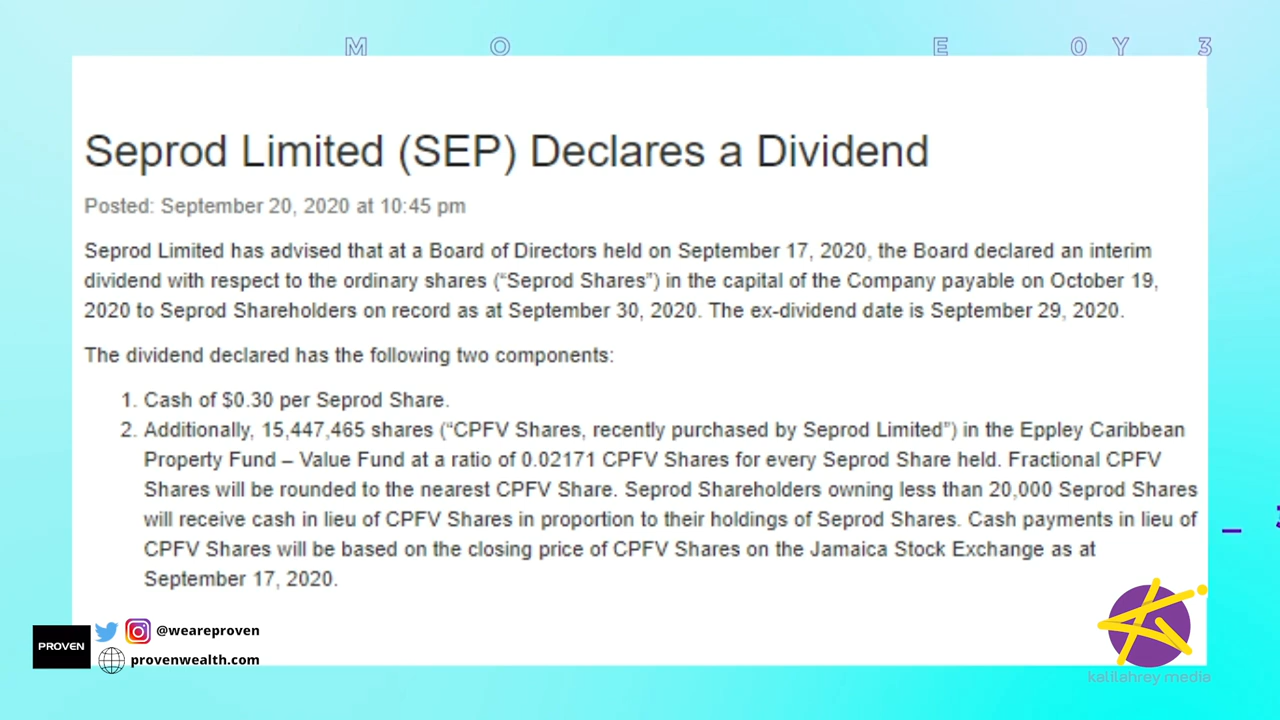 M O E 0 Y 3
Seprod Limited (SEP) Declares a Dividend
Posted: September 20, 2020 at 10:45 pm
Seprod Limited has advised that at a Board of Directors held on September 17, 2020, the Board declared an interim
dividend with respect to the ordinary shares (“Seprod Shares”) in the capital of the Company payable on October 19,
2020 to Seprod Shareholders on record as at September 30, 2020. The ex-dividend date is September 29, 2020.
The dividend declared has the following two components:
1. Cash of $0.30 per Seprod Share.
2. Additionally, 15,447,465 shares (“CPFV Shares, recently purchased by Seprod Limited”) in the Eppley Caribbean
Property Fund – Value Fund at a ratio of 0.02171 CPFV Shares for every Seprod Share held. Fractional CPFV
Shares will be rounded to the nearest CPFV Share. Seprod Shareholders owning less than 20,000 Seprod Shares
will receive cash in lieu of CPFV Shares in proportion to their holdings of Seprod Shares. Cash payments in lieu of
CPFV Shares will be based on the closing price of CPFV Shares on the Jamaica Stock Exchange as at
September 17, 2020.
PROVEN
@weareproven
provenwealth.com
kalilahrey media